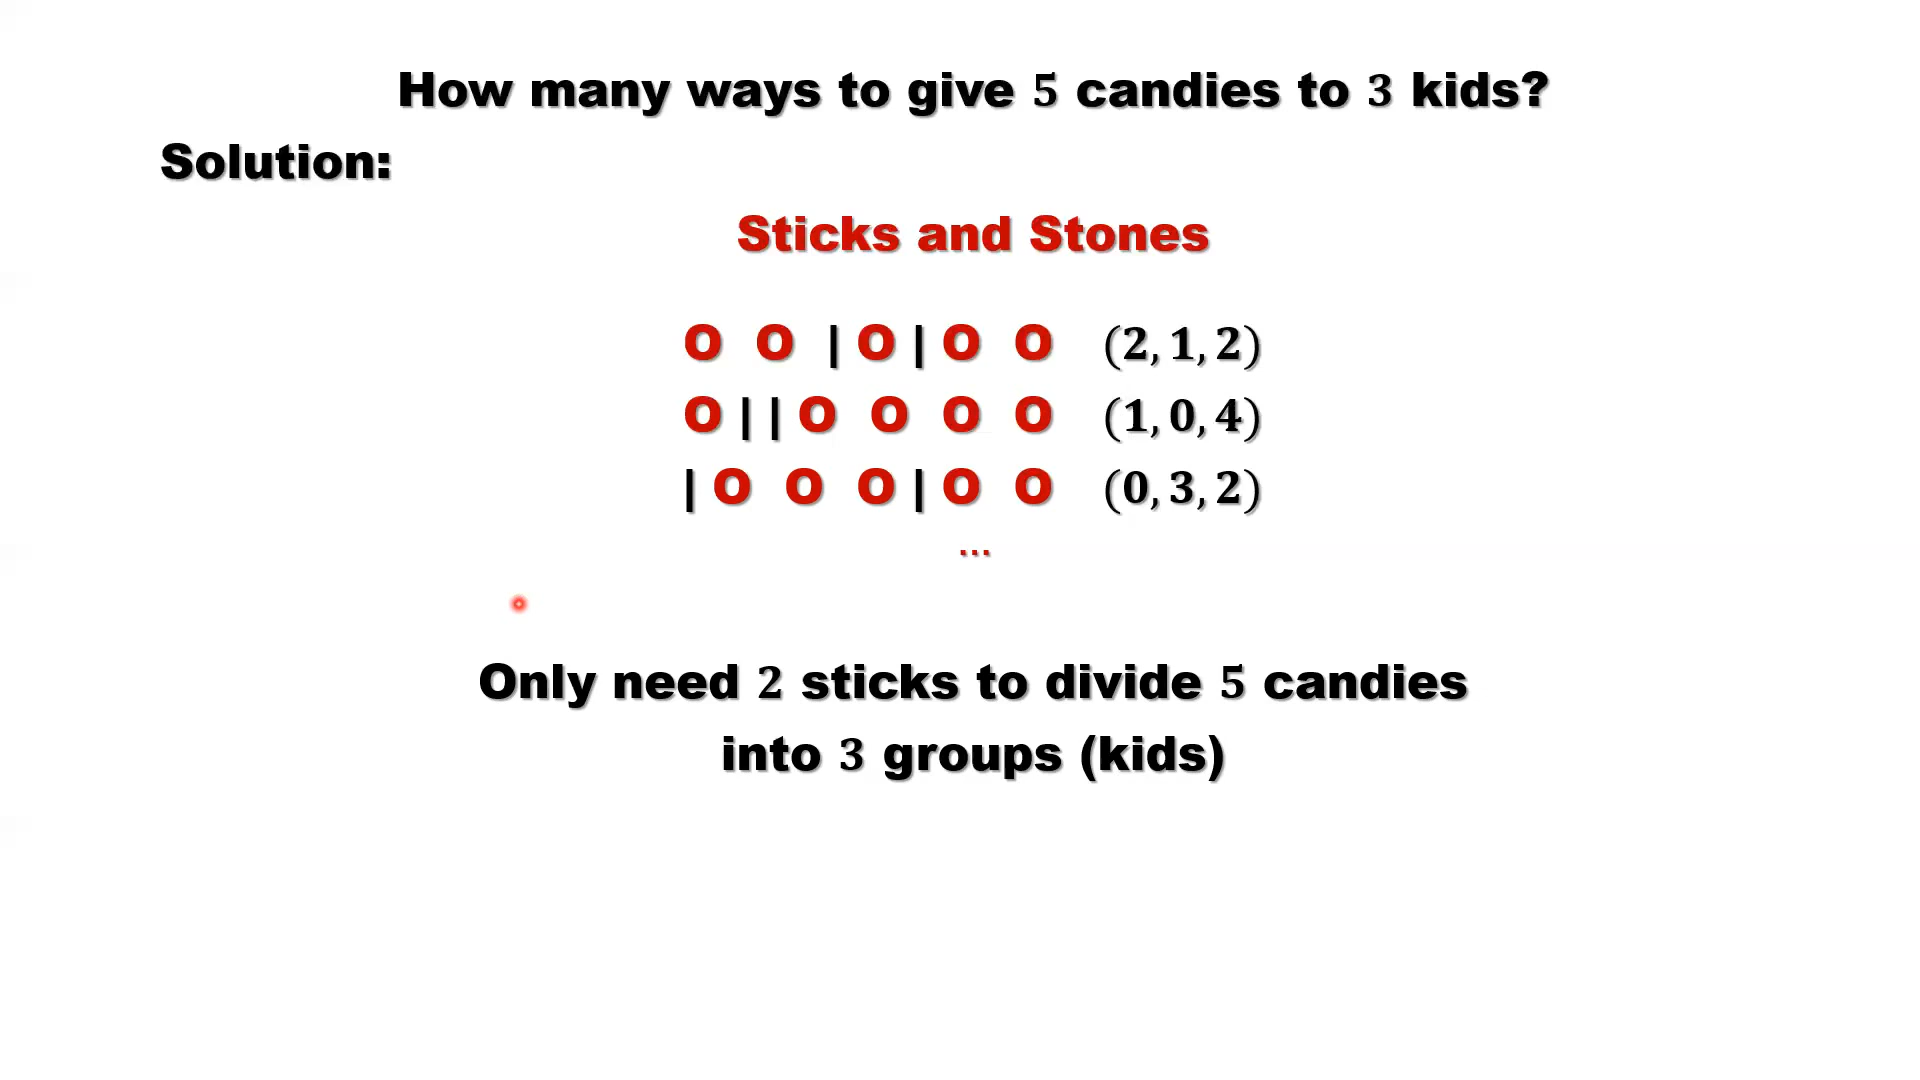 How many ways to give 5 candies to 3 kids?
Solution:
Sticks and Stones
O O | O | O O (2, 1, 2)
O | | O O O O (1, 0, 4)
| O O O | O O (0, 3, 2)
...
Only need 2 sticks to divide 5 candies
into 3 groups (kids)